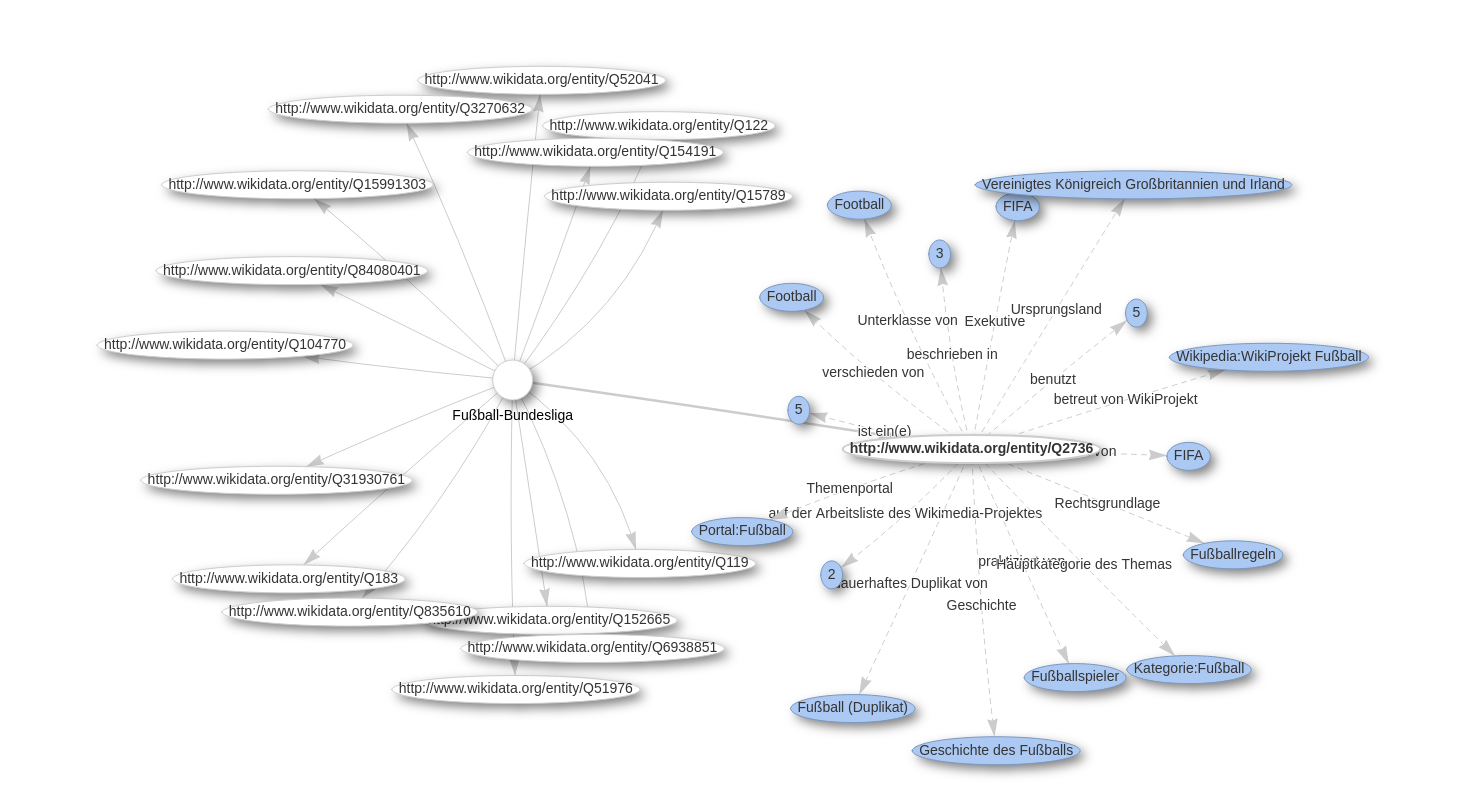 http://www.wikidata.org/entity/Q52041
http://www.wikidata.org/entity/Q3270632
http://www.wikidata.org/entity/Q122
http://www.wikidata.org/entity/Q154191
http://www.wikidata.org/entity/Q15991303
http://www.wikidata.org/entity/Q15789
http://www.wikidata.org/entity/Q84080401
http://www.wikidata.org/entity/Q104770
Fußball-Bundesliga
http://www.wikidata.org/entity/Q31930761
http://www.wikidata.org/entity/Q183
http://www.wikidata.org/entity/Q119
http://www.wikidata.org/entity/Q835610
www.wikidata.org/entity/Q152665
http://www.wikidata.org/entity/Q6938851
http://www.wikidata.org/entity/Q51976
Vereinigtes Königreich Großbritannien und Irland
Football
FIFA
3
Football
Ursprungsland
5
Unterklasse von
Exekutive
beschrieben in
Wikipedia:WikiProjekt Fußball
verschieden von
benutzt
betreut von WikiProjekt
5
ist ein(e)
http://www.wikidata.org/entity/Q2736
von
FIFA
Themenportal
Rechtsgrundlage
auf der Arbeitsliste des Wikimedia-Projektes
Portal:Fußball
Fußballregeln
Hauptkategorie des Themas
2
dauerhaftes Duplikat von
Geschichte
Kategorie:Fußball
Fußballspieler
Fußball (Duplikat)
Geschichte des Fußballs